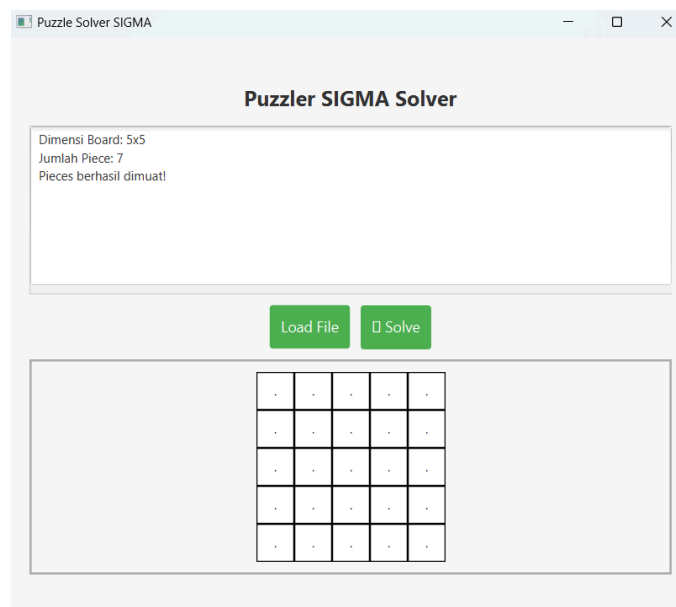 Puzzle Solver SIGMA
Puzzler SIGMA Solver
Dimensi Board: 5x5
Jumlah Piece: 7
Pieces berhasil dimuat!
Load File
▯ Solve
. . . . .
. . . . .
. . . . .
. . . . .
. . . . .